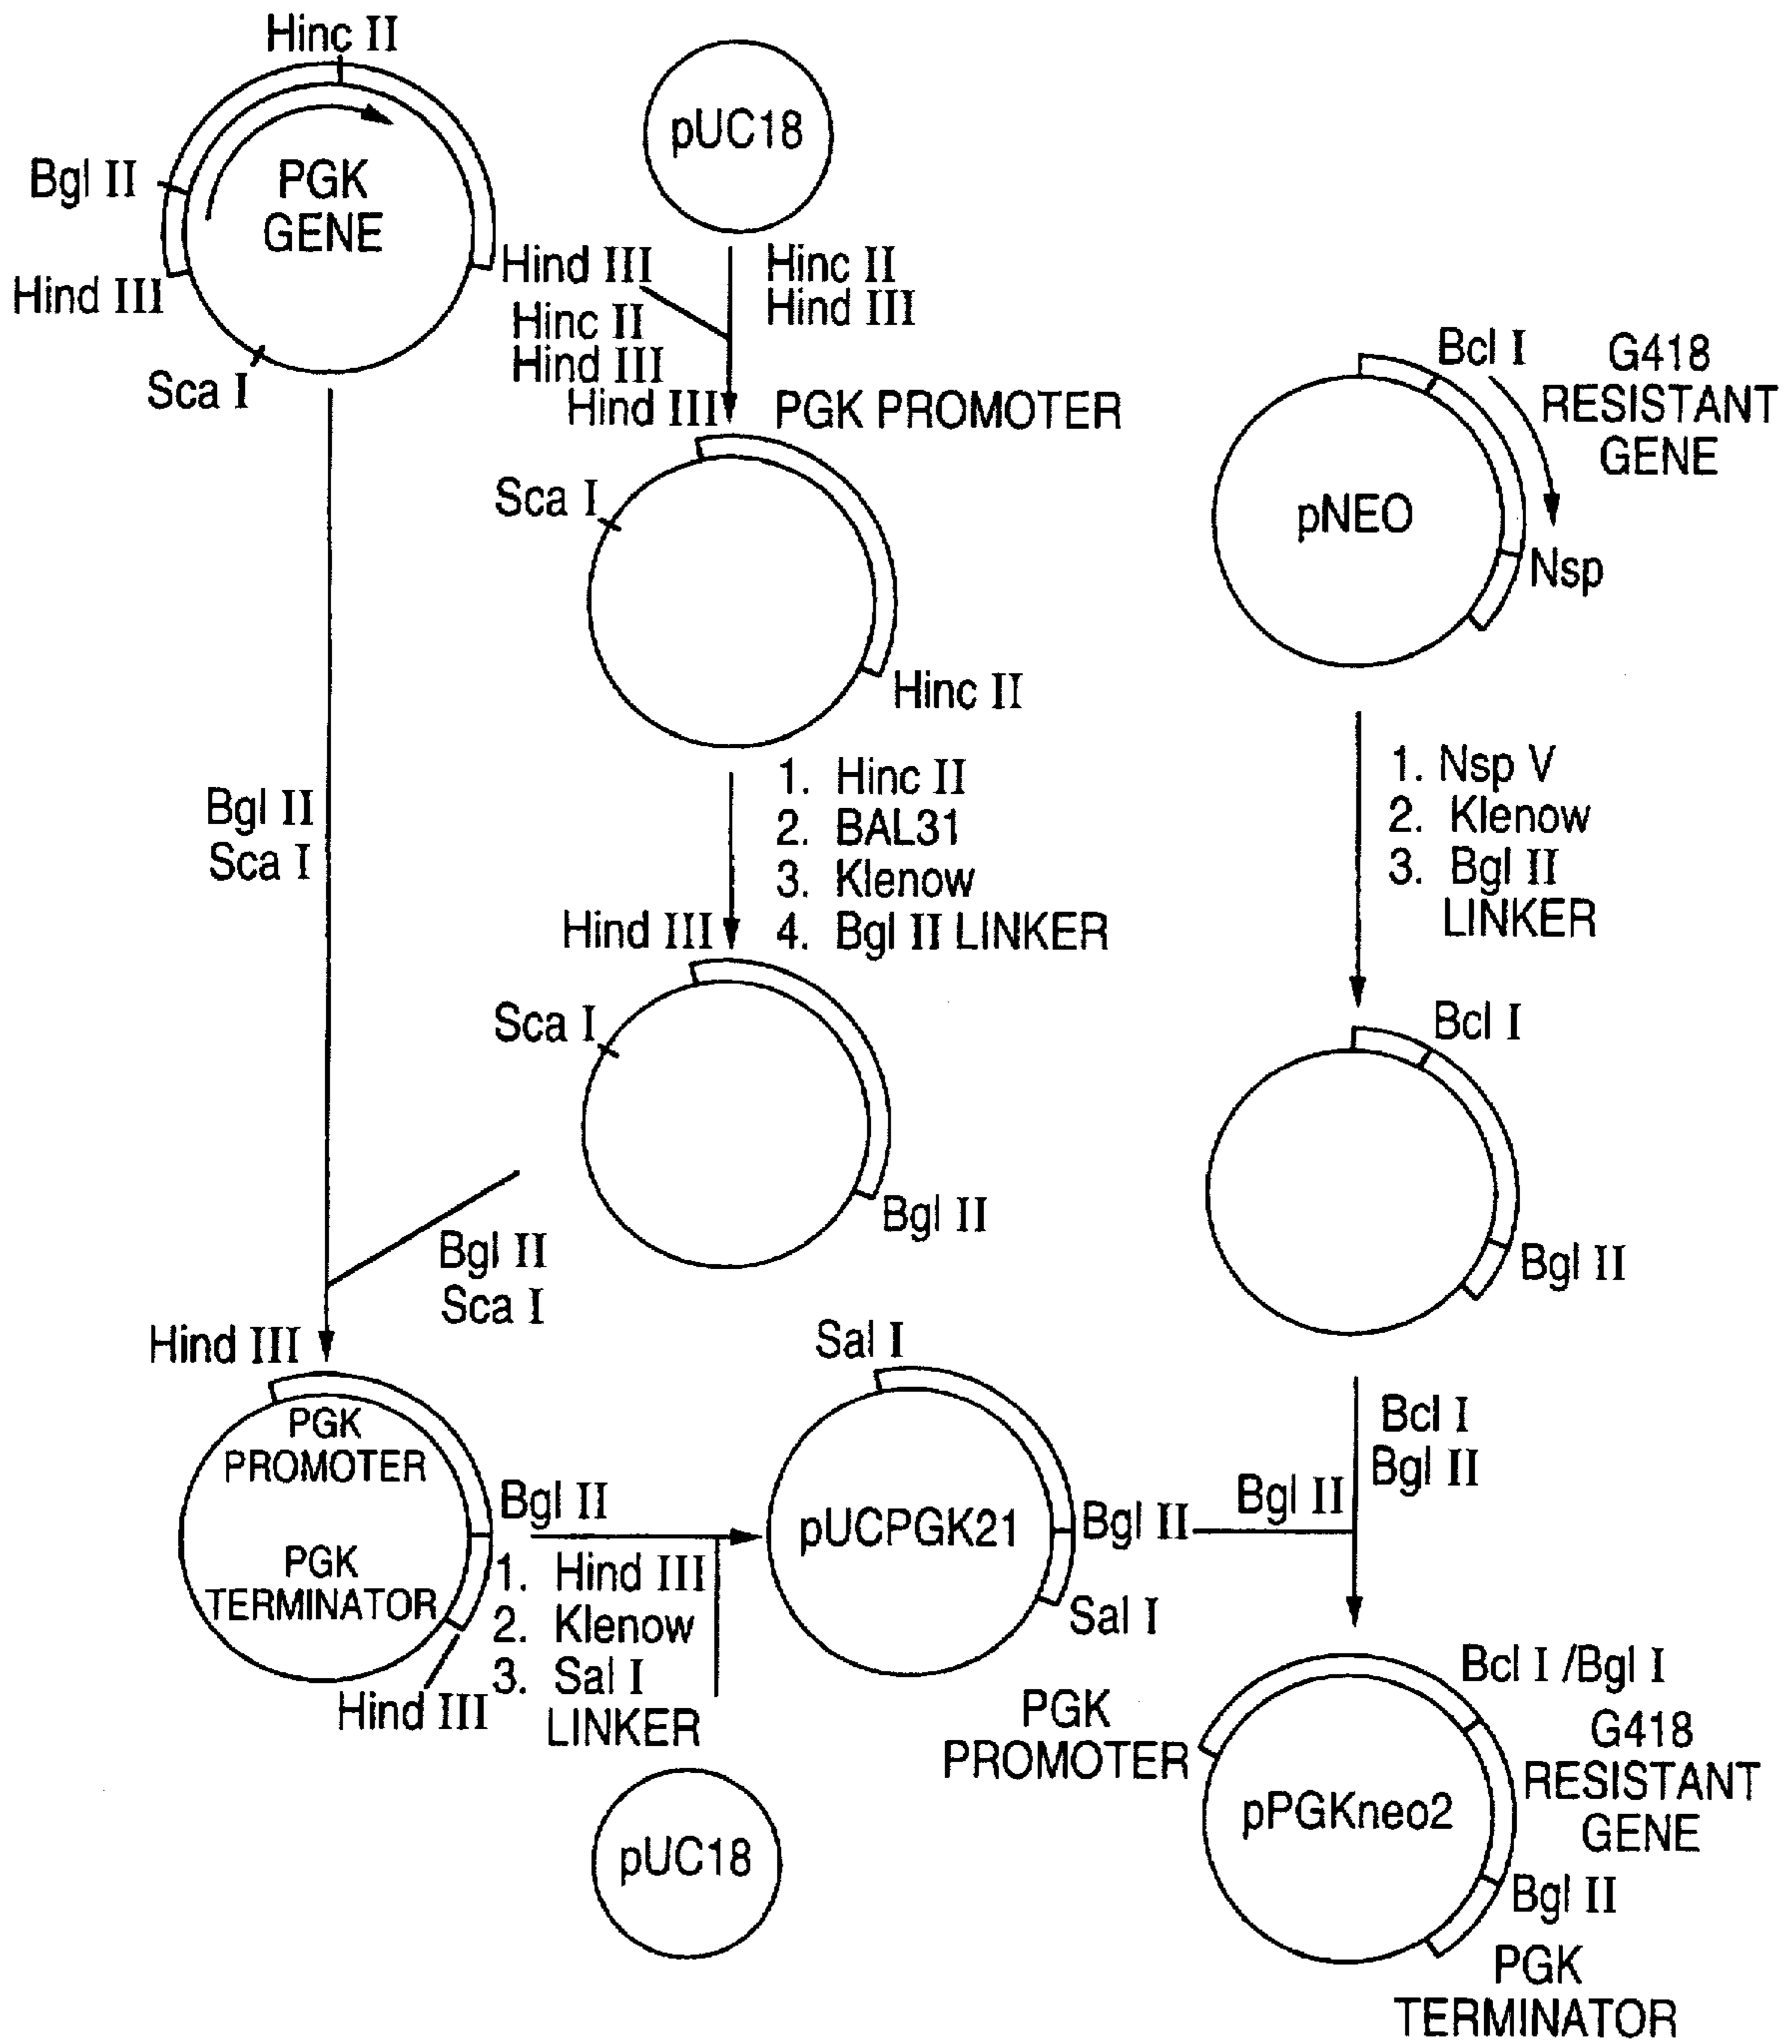 Hinc II
pUC18
Bgl II
PGK
GENE
Hind III
Sca I
Hind III
Hinc II
Hind III
Hinc II
Hind III
Hind III
PGK PROMOTER
Sca I
Hinc II
Bcl I
G418
RESISTANT
GENE
pNEO
Nsp
Bgl II
Sca I
1. Hinc II
2. BAL31
3. Klenow
4. Bgl II LINKER
1. Nsp V
2. Klenow
3. Bgl II
LINKER
Hind III
Sca I
Bgl II
Bcl I
Bgl II
Bgl II
Sca I
Hind III
PGK
PROMOTER
PGK
TERMINATOR
Bgl II
Hind III
1. Hind III
2. Klenow
3. Sal I
LINKER
pUC18
Sal I
pUCPGK21
Bgl II
Sal I
Bgl II
Bcl I
Bgl II
PGK
PROMOTER
Bcl I /Bgl I
G418
RESISTANT
GENE
pPGKneo2
Bgl II
PGK
TERMINATOR